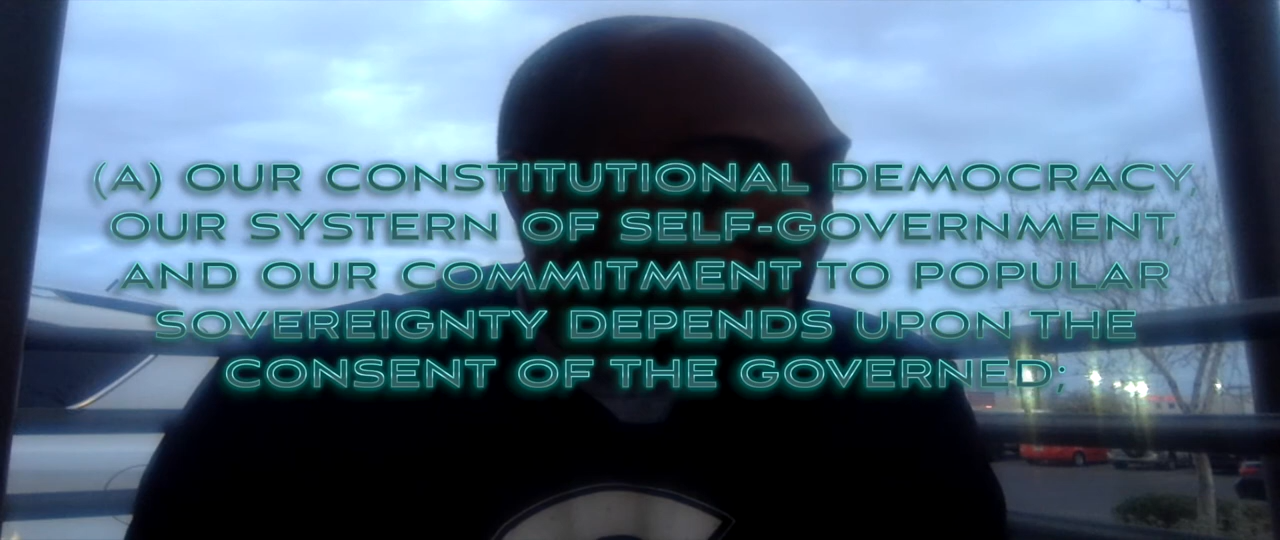 (A) OUR CONSTITUTIONAL DEMOCRACY
OUR SYSTERN OF SELF-GOVERNMENT,
AND OUR COMMITMENT TO POPULAR
SOVEREIGNTY DEPENDS UPON THE
CONSENT OF THE GOVERNED;